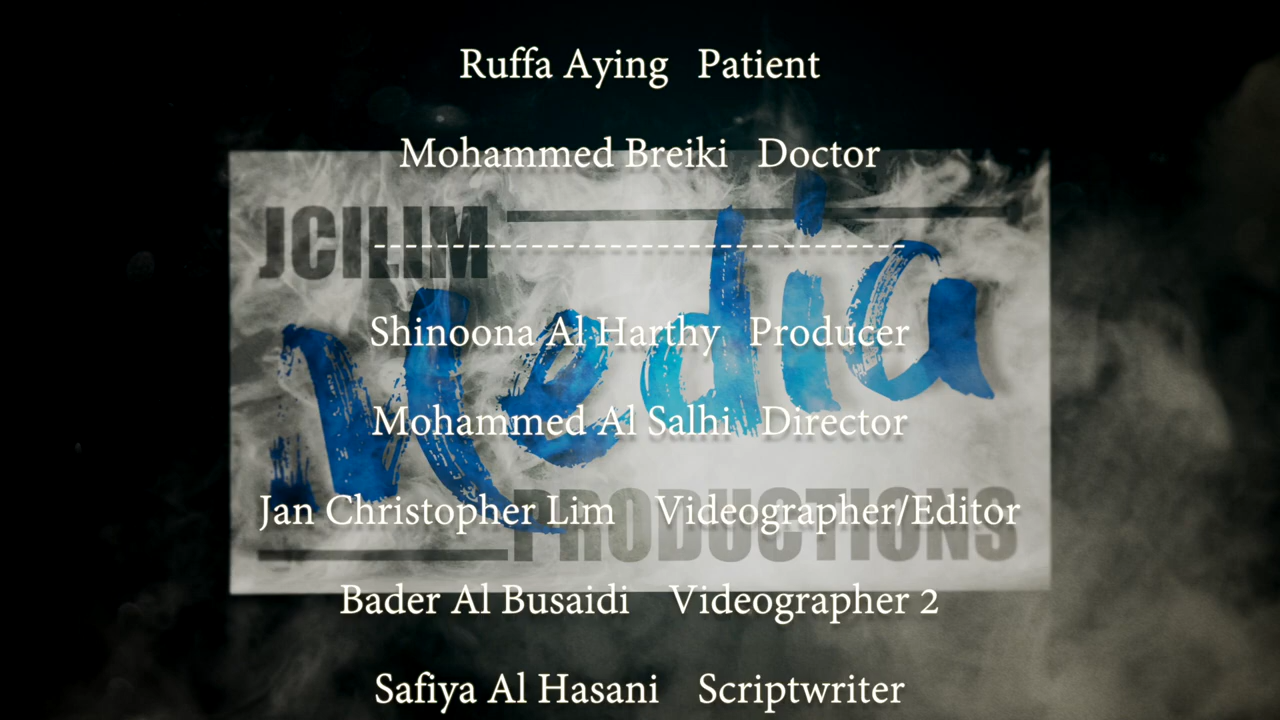 Ruffa Aying Patient
Mohammed Breiki Doctor
JCILIM
----------------------------------
Media
Shinoona Al Harthy Producer
Mohammed Al Salhi Director
Jan Christopher Lim Videographer/Editor
PRODUCTIONS
Bader Al Busaidi Videographer 2
Safiya Al Hasani Scriptwriter